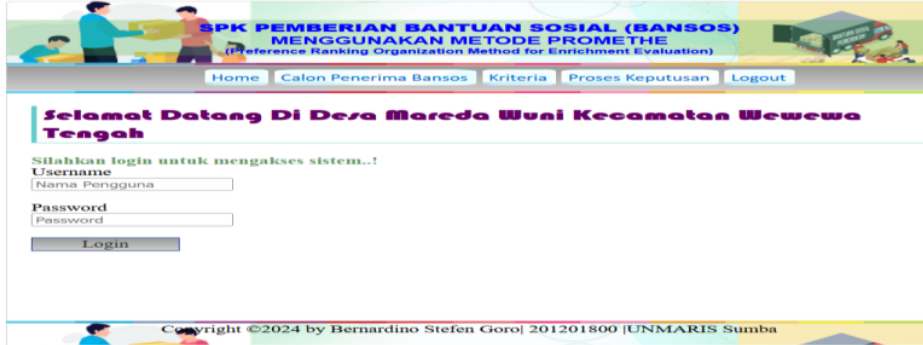 SPK PEMBERIAN BANTUAN SOSIAL (BANSOS)
MENGGUNAKAN METODE PROMETHE
(Preference Ranking Organization Method for Enrichment Evaluation)
Home Calon Penerima Bansos Kriteria Proses Keputusan Logout
Selamat Datang Di Desa Mareda Wuni Kecamatan Wewewa
Tengah
Silahkan login untuk mengakses sistem..!
Username
Nama Pengguna
Password
Password
Login
Copyright ©2024 by Bernardino Stefen Goro| 201201800 |UNMARIS Sumba